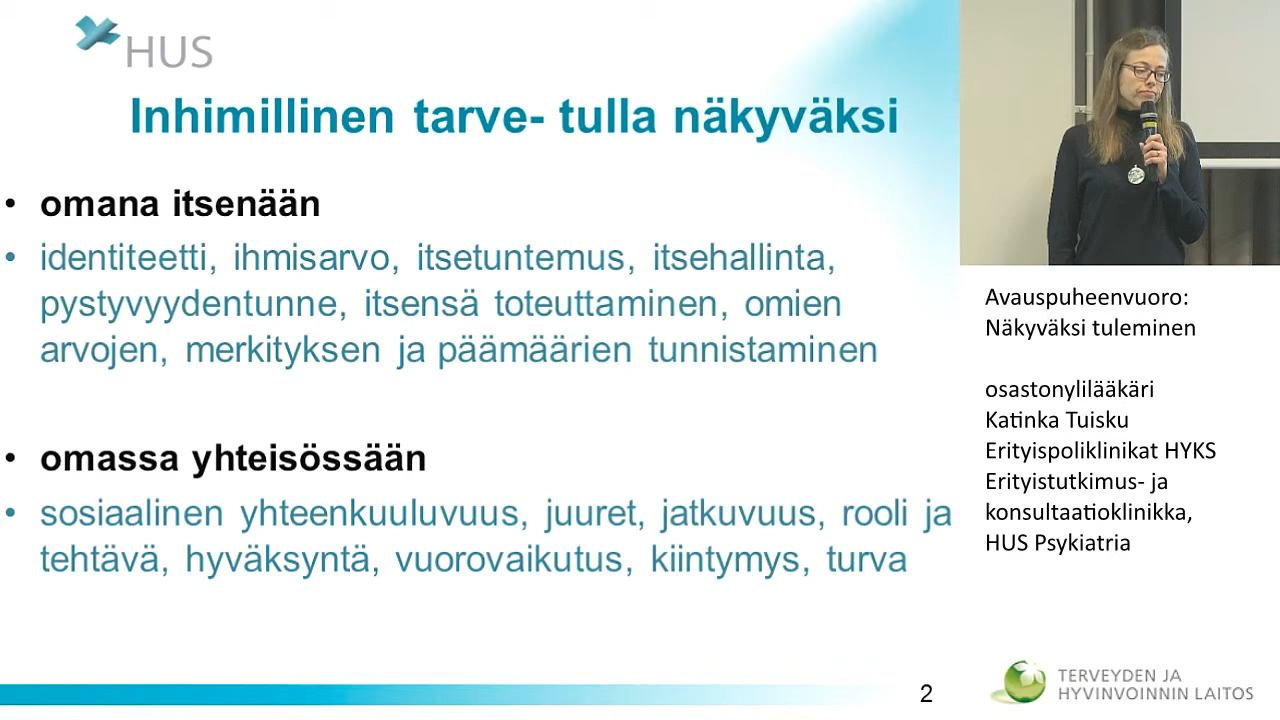 HUS
Inhimillinen tarve- tulla näkyväksi
• omana itsenään
• identiteetti, ihmisarvo, itsetuntemus, itsehallinta,
pystyvyydentunne, itsensä toteuttaminen, omien
arvojen, merkityksen ja päämäärien tunnistaminen
• omassa yhteisössään
• sosiaalinen yhteenkuuluvuus, juuret, jatkuvuus, rooli ja
tehtävä, hyväksyntä, vuorovaikutus, kiintymys, turva
2
Avauspuheenvuoro:
Näkyväksi tuleminen
osastonylilääkäri
Katinka Tuisku
Erityispoliklinikat HYKS
Erityistutkimus- ja
konsultaatioklinikka,
HUS Psykiatria
TERVEYDEN JA
HYVINVOINNIN LAITOS